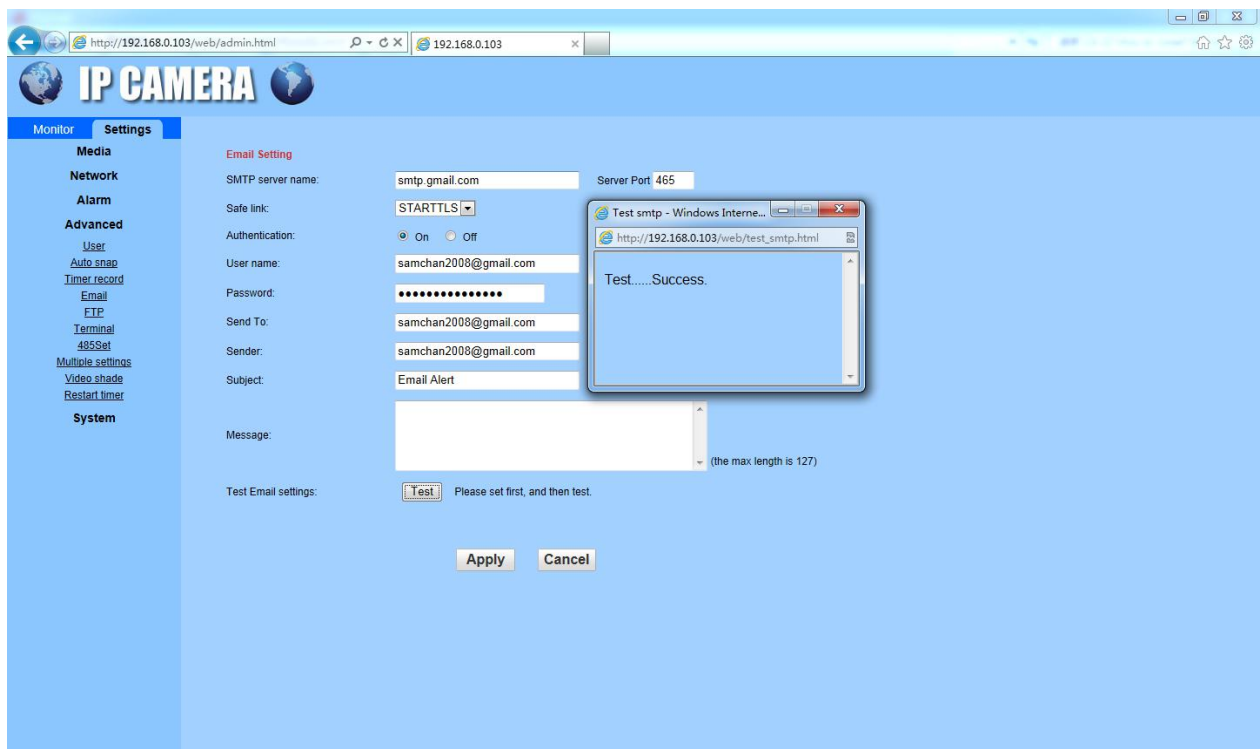 http://192.168.0.103/web/admin.html
192.168.0.103
IP CAMERA
Monitor Settings
Media
Network
Alarm
Advanced
User
Auto snap
Timer record
Email
FTP
Terminal
485Set
Multiple settings
Video shade
Restart timer
System
Email Setting
SMTP server name: smtp.gmail.com Server Port 465
Safe link: STARTTLS
Authentication: On Off
User name: samchan2008@gmail.com
Password: •••••••••••••••
Send To: samchan2008@gmail.com
Sender: samchan2008@gmail.com
Subject: Email Alert
Message:
(the max length is 127)
Test Email settings: Test Please set first, and then test.
Apply Cancel
Test smtp - Windows Interne...
http://192.168.0.103/web/test_smtp.html
Test......Success.